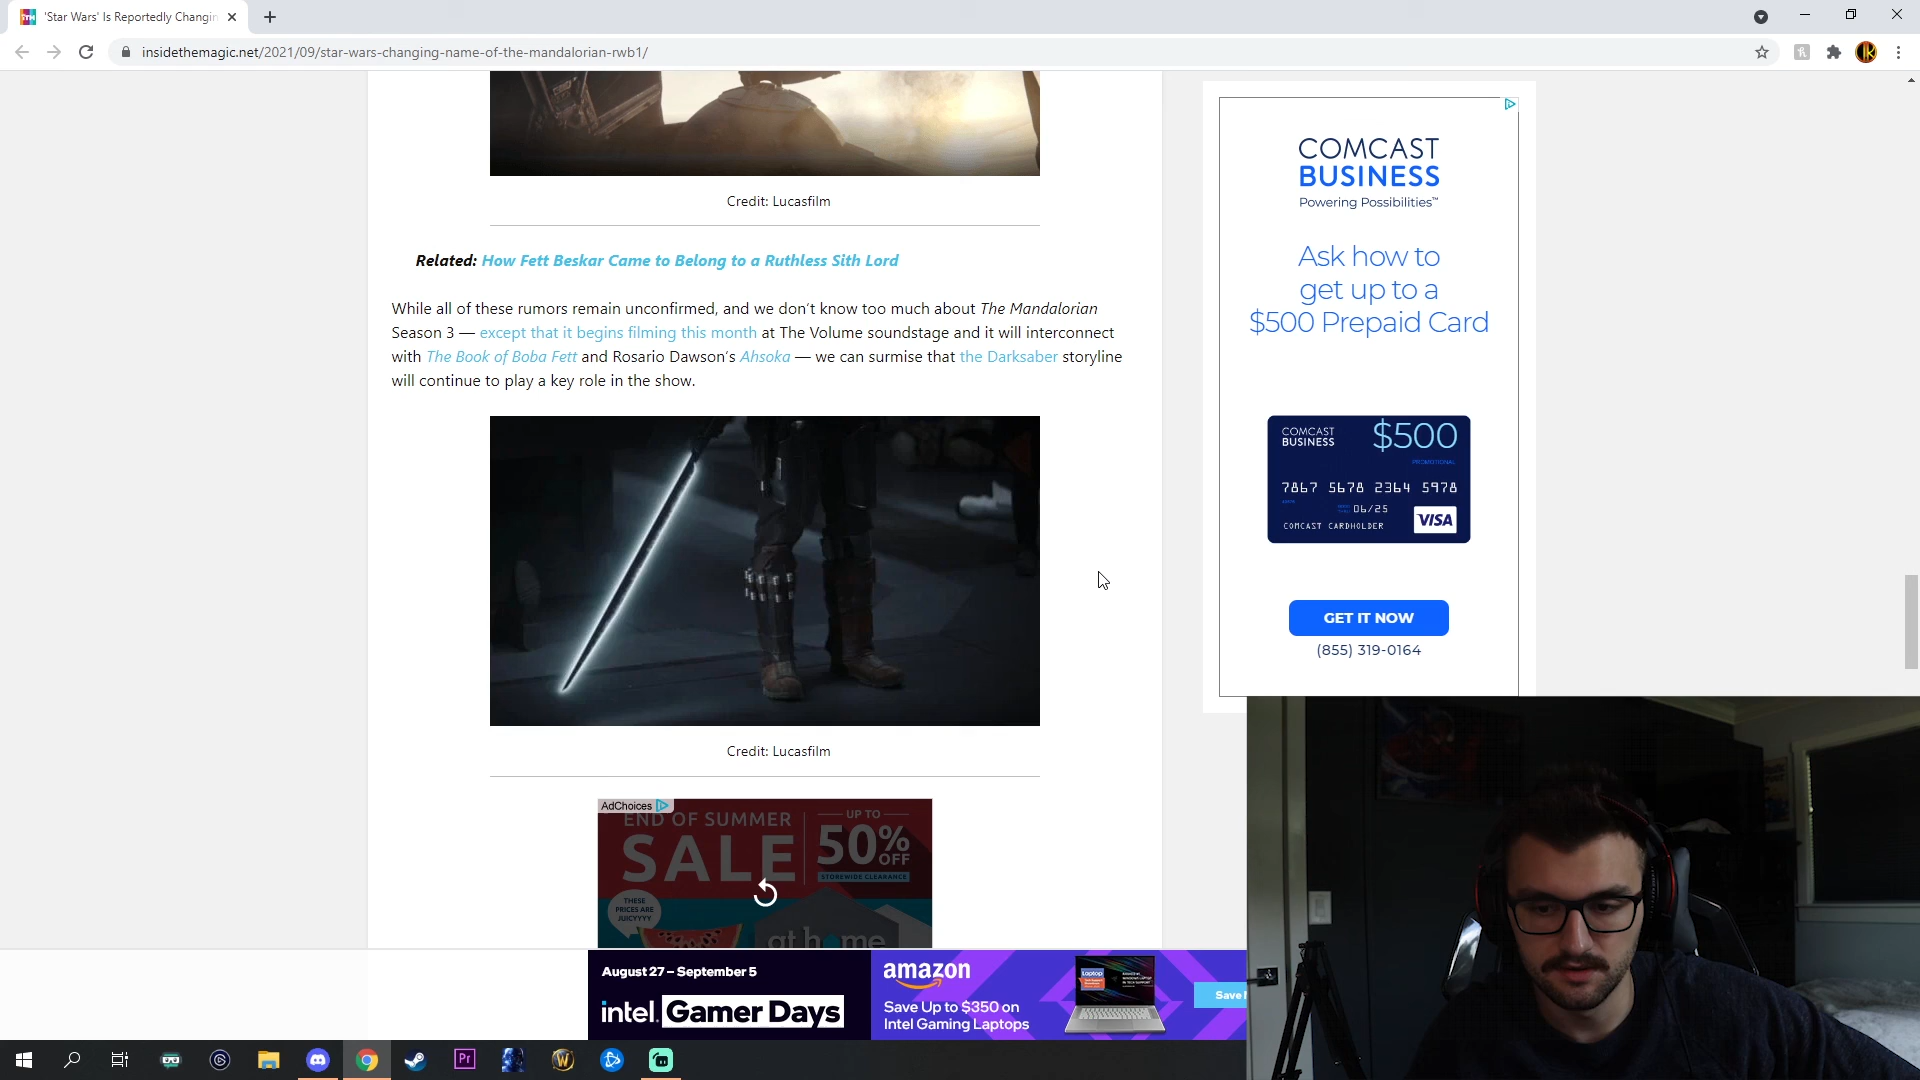 'Star Wars' Is Reportedly Changin
insidethemagic.net/2021/09/star-wars-changing-name-of-the-mandalorian-rwb1/
Credit: Lucasfilm
Related: How Fett Beskar Came to Belong to a Ruthless Sith Lord
While all of these rumors remain unconfirmed, and we don't know too much about The Mandalorian
Season 3 — except that it begins filming this month at The Volume soundstage and it will interconnect
with The Book of Boba Fett and Rosario Dawson's Ahsoka — we can surmise that the Darksaber storyline
will continue to play a key role in the show.
Credit: Lucasfilm
AdChoices
END OF SUMMER
SALE
UP TO
50%
OFF
STOREWIDE CLEARANCE
THESE
PRICES ARE
JUICYYYY
at home
COMCAST
BUSINESS
Powering Possibilities™
Ask how to
get up to a
$500 Prepaid Card
COMCAST
BUSINESS
$500
PROMOTIONAL
7867 5678 2364 5978
06/25
COMCAST CARDHOLDER
VISA
GET IT NOW
(855) 319-0164
August 27 – September 5
intel. Gamer Days
amazon
Save Up to $350 on
Intel Gaming Laptops
Laptop
Save
Pr